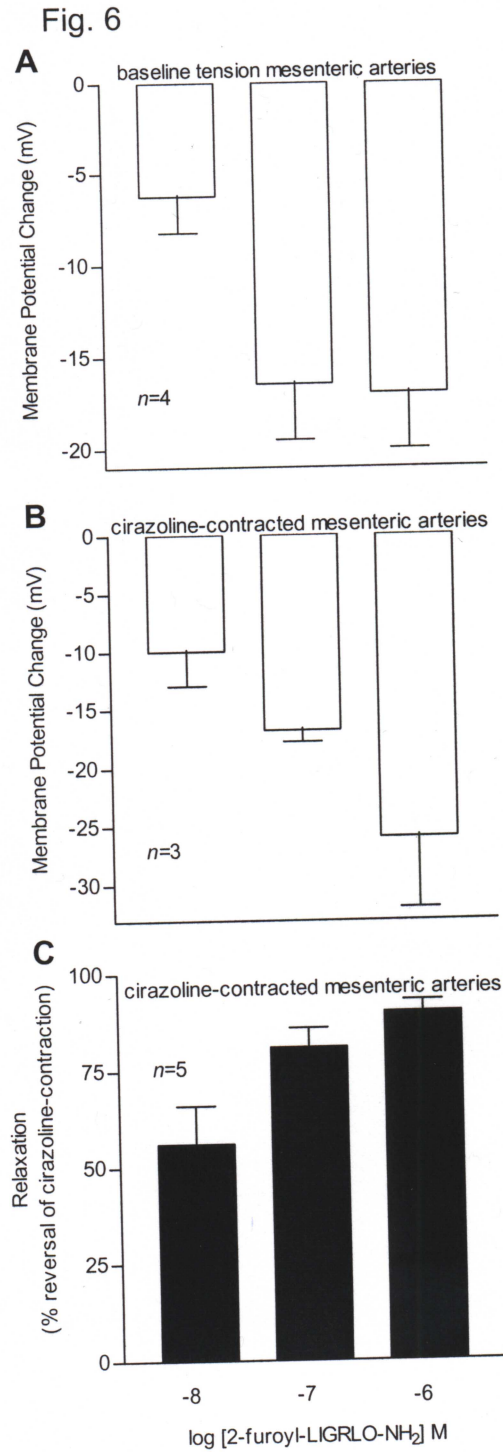 Fig. 6
A
baseline tension mesenteric arteries
Membrane Potential Change (mV)
0
-5
-10
-15
-20
n=4
B
cirazoline-contracted mesenteric arteries
Membrane Potential Change (mV)
0
-5
-10
-15
-20
-25
-30
n=3
C
cirazoline-contracted mesenteric arteries
Relaxation
(% reversal of cirazoline-contraction)
100
75
50
25
0
n=5
-8 -7 -6
log [2-furoyl-LIGRLO-NH₂] M